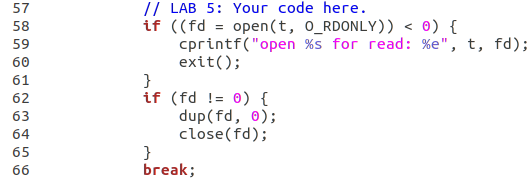 57 // LAB 5: Your code here.
58 if ((fd = open(t, O_RDONLY)) < 0) {
59 cprintf("open %s for read: %e", t, fd);
60 exit();
61 }
62 if (fd != 0) {
63 dup(fd, 0);
64 close(fd);
65 }
66 break;